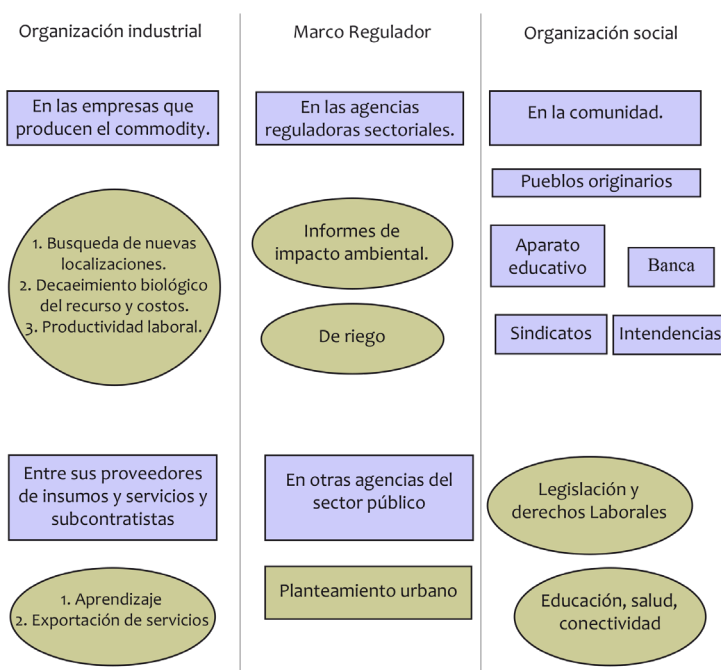 Organización industrial
En las empresas que
producen el commodity.
1. Busqueda de nuevas
localizaciones.
2. Decaeimiento biológico
del recurso y costos.
3. Productividad laboral.
Entre sus proveedores
de insumos y servicios y
subcontratistas
1. Aprendizaje
2. Exportación de servicios
Marco Regulador
En las agencias
reguladoras sectoriales.
Informes de
impacto ambiental.
De riego
En otras agencias del
sector público
Planteamiento urbano
Organización social
En la comunidad.
Pueblos originarios
Aparato
educativo
Banca
Sindicatos
Intendencias
Legislación y
derechos Laborales
Educación, salud,
conectividad